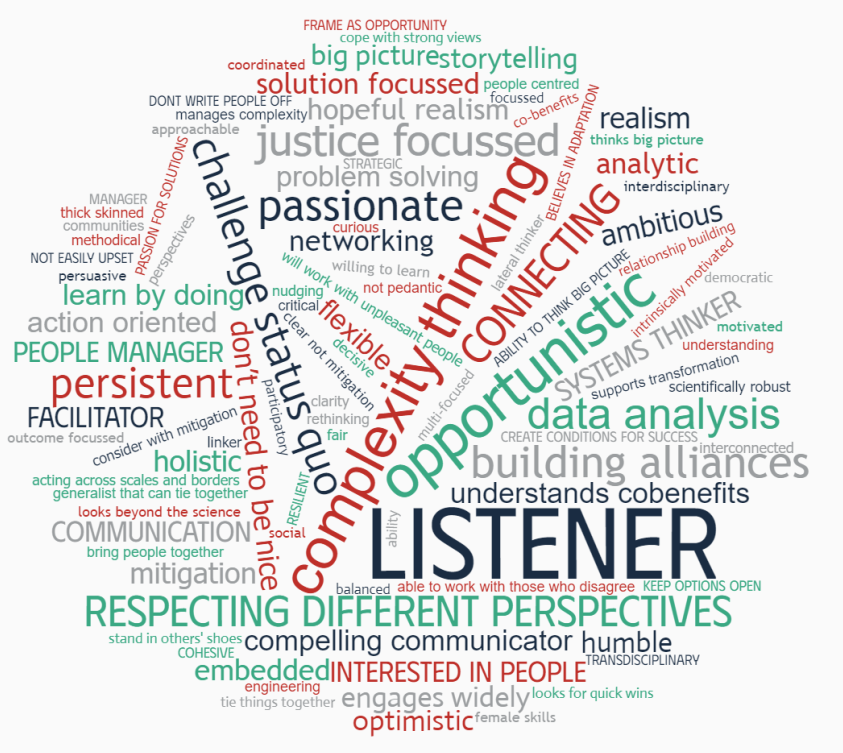 FRAME AS OPPORTUNITY
cope with strong views
big picture
storytelling
coordinated
solution focussed
people centred
DONT WRITE PEOPLE OFF
focussed
co-benefits
manages complexity
hopeful realism
BELIEVES IN ADAPTATION
realism
approachable
justice focussed
thinks big picture
PASSION FOR SOLUTIONS
challenge status quo
STRATEGIC
problem solving
analytic
interdisciplinary
MANAGER
thick skinned
communities
methodical
perspectives
passionate
curious
networking
complexity thinking
lateral thinker
CONNECTING
ambitious
relationship building
NOT EASILY UPSET
persuasive
will work with unpleasant people
willing to learn
not pedantic
ABILITY TO THINK BIG PICTURE
intrinsically motivated
democratic
learn by doing
nudging
critical
clear not mitigation
flexible
decisive
opportunistic
SYSTEMS THINKER
motivated
understanding
action oriented
PEOPLE MANAGER
don't need to be nice
persistent
participatory
multi-focused
supports transformation
scientifically robust
FACILITATOR
outcome focussed
consider with mitigation
clarity
rethinking
fair
data analysis
CREATE CONDITIONS FOR SUCCESS
interconnected
linker
holistic
building alliances
acting across scales and borders
generalist that can tie together
RESILIENT
understands cobenefits
looks beyond the science
COMMUNICATION
social
ability
LISTENER
bring people together
mitigation
balanced
able to work with those who disagree
KEEP OPTIONS OPEN
RESPECTING DIFFERENT PERSPECTIVES
stand in others' shoes
compelling communicator
humble
COHESIVE
TRANSDISCIPLINARY
embedded
INTERESTED IN PEOPLE
engineering
tie things together
engages widely
looks for quick wins
optimistic
female skills